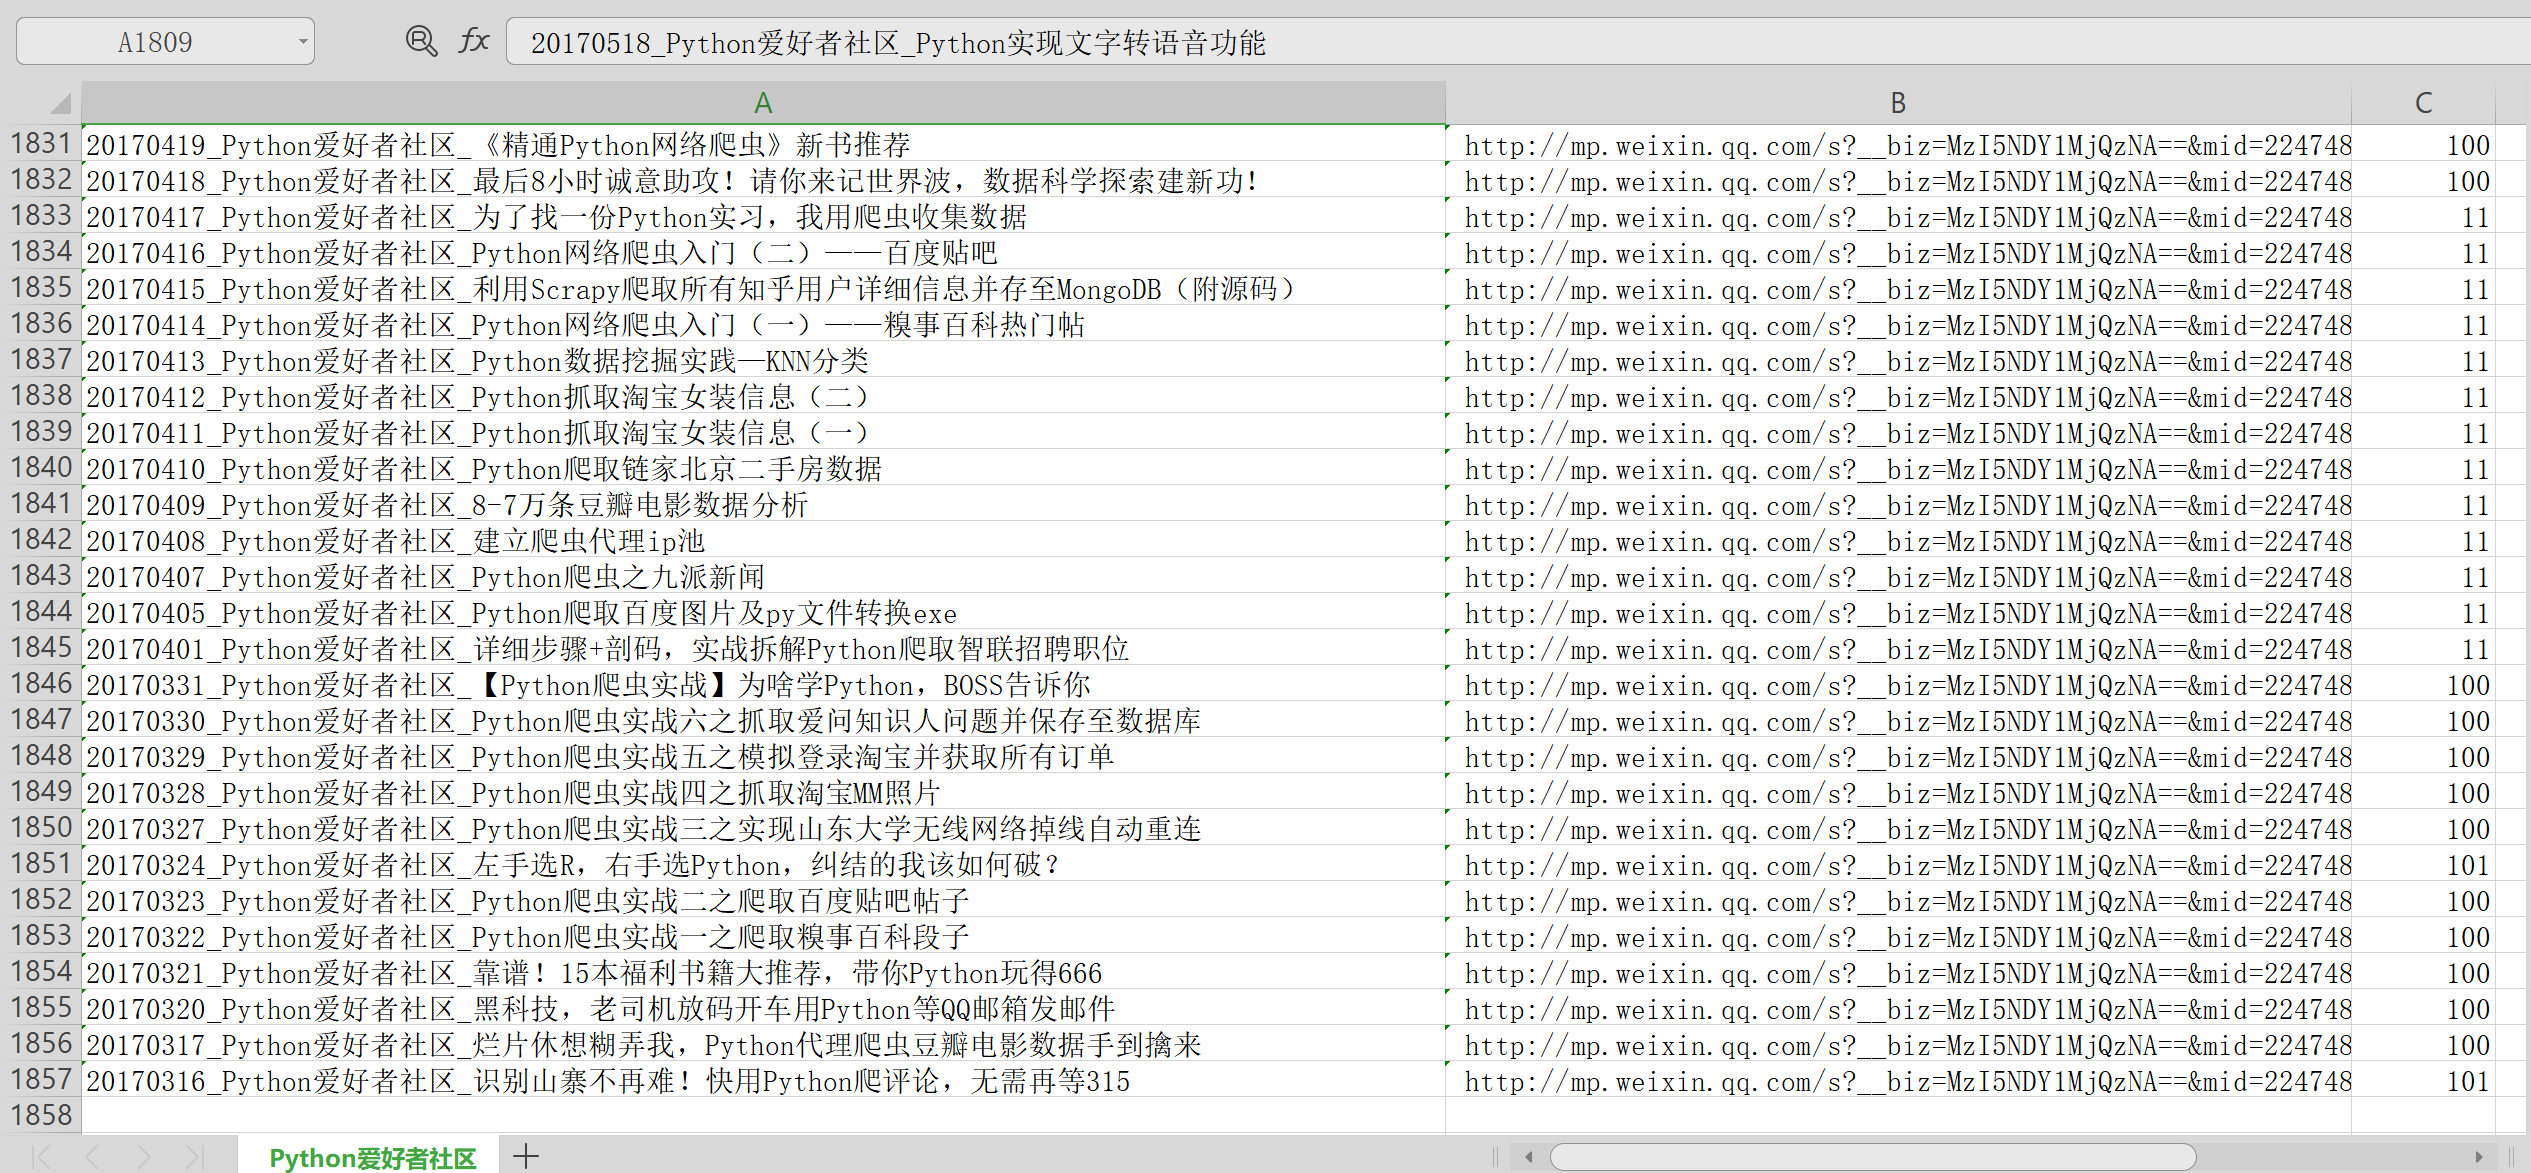 A1809 fx 20170518_Python爱好者社区_Python实现文字转语音功能
A B C
1831 20170419_Python爱好者社区_《精通Python网络爬虫》新书推荐 http://mp.weixin.qq.com/s?__biz=MzI5NDY1MjQzNA==&mid=224748 100
1832 20170418_Python爱好者社区_最后8小时诚意助攻！请你来记世界波，数据科学探索建新功！ http://mp.weixin.qq.com/s?__biz=MzI5NDY1MjQzNA==&mid=224748 100
1833 20170417_Python爱好者社区_为了找一份Python实习，我用爬虫收集数据 http://mp.weixin.qq.com/s?__biz=MzI5NDY1MjQzNA==&mid=224748 11
1834 20170416_Python爱好者社区_Python网络爬虫入门（二）——百度贴吧 http://mp.weixin.qq.com/s?__biz=MzI5NDY1MjQzNA==&mid=224748 11
1835 20170415_Python爱好者社区_利用Scrapy爬取所有知乎用户详细信息并存至MongoDB（附源码） http://mp.weixin.qq.com/s?__biz=MzI5NDY1MjQzNA==&mid=224748 11
1836 20170414_Python爱好者社区_Python网络爬虫入门（一）——糗事百科热门帖 http://mp.weixin.qq.com/s?__biz=MzI5NDY1MjQzNA==&mid=224748 11
1837 20170413_Python爱好者社区_Python数据挖掘实践—KNN分类 http://mp.weixin.qq.com/s?__biz=MzI5NDY1MjQzNA==&mid=224748 11
1838 20170412_Python爱好者社区_Python抓取淘宝女装信息（二） http://mp.weixin.qq.com/s?__biz=MzI5NDY1MjQzNA==&mid=224748 11
1839 20170411_Python爱好者社区_Python抓取淘宝女装信息（一） http://mp.weixin.qq.com/s?__biz=MzI5NDY1MjQzNA==&mid=224748 11
1840 20170410_Python爱好者社区_Python爬取链家北京二手房数据 http://mp.weixin.qq.com/s?__biz=MzI5NDY1MjQzNA==&mid=224748 11
1841 20170409_Python爱好者社区_8-7万条豆瓣电影数据分析 http://mp.weixin.qq.com/s?__biz=MzI5NDY1MjQzNA==&mid=224748 11
1842 20170408_Python爱好者社区_建立爬虫代理ip池 http://mp.weixin.qq.com/s?__biz=MzI5NDY1MjQzNA==&mid=224748 11
1843 20170407_Python爱好者社区_Python爬虫之九派新闻 http://mp.weixin.qq.com/s?__biz=MzI5NDY1MjQzNA==&mid=224748 11
1844 20170405_Python爱好者社区_Python爬取百度图片及py文件转换exe http://mp.weixin.qq.com/s?__biz=MzI5NDY1MjQzNA==&mid=224748 11
1845 20170401_Python爱好者社区_详细步骤+剖码，实战拆解Python爬取智联招聘职位 http://mp.weixin.qq.com/s?__biz=MzI5NDY1MjQzNA==&mid=224748 11
1846 20170331_Python爱好者社区_【Python爬虫实战】为啥学Python，BOSS告诉你 http://mp.weixin.qq.com/s?__biz=MzI5NDY1MjQzNA==&mid=224748 100
1847 20170330_Python爱好者社区_Python爬虫实战六之抓取爱问知识人问题并保存至数据库 http://mp.weixin.qq.com/s?__biz=MzI5NDY1MjQzNA==&mid=224748 100
1848 20170329_Python爱好者社区_Python爬虫实战五之模拟登录淘宝并获取所有订单 http://mp.weixin.qq.com/s?__biz=MzI5NDY1MjQzNA==&mid=224748 100
1849 20170328_Python爱好者社区_Python爬虫实战四之抓取淘宝MM照片 http://mp.weixin.qq.com/s?__biz=MzI5NDY1MjQzNA==&mid=224748 100
1850 20170327_Python爱好者社区_Python爬虫实战三之实现山东大学无线网络掉线自动重连 http://mp.weixin.qq.com/s?__biz=MzI5NDY1MjQzNA==&mid=224748 100
1851 20170324_Python爱好者社区_左手选R，右手选Python，纠结的我该如何破？ http://mp.weixin.qq.com/s?__biz=MzI5NDY1MjQzNA==&mid=224748 101
1852 20170323_Python爱好者社区_Python爬虫实战二之爬取百度贴吧帖子 http://mp.weixin.qq.com/s?__biz=MzI5NDY1MjQzNA==&mid=224748 100
1853 20170322_Python爱好者社区_Python爬虫实战一之爬取糗事百科段子 http://mp.weixin.qq.com/s?__biz=MzI5NDY1MjQzNA==&mid=224748 100
1854 20170321_Python爱好者社区_靠谱！15本福利书籍大推荐，带你Python玩得666 http://mp.weixin.qq.com/s?__biz=MzI5NDY1MjQzNA==&mid=224748 100
1855 20170320_Python爱好者社区_黑科技，老司机放码开车用Python等QQ邮箱发邮件 http://mp.weixin.qq.com/s?__biz=MzI5NDY1MjQzNA==&mid=224748 100
1856 20170317_Python爱好者社区_烂片休想糊弄我，Python代理爬虫豆瓣电影数据手到擒来 http://mp.weixin.qq.com/s?__biz=MzI5NDY1MjQzNA==&mid=224748 100
1857 20170316_Python爱好者社区_识别山寨不再难！快用Python爬评论，无需再等315 http://mp.weixin.qq.com/s?__biz=MzI5NDY1MjQzNA==&mid=224748 101
1858
Python爱好者社区